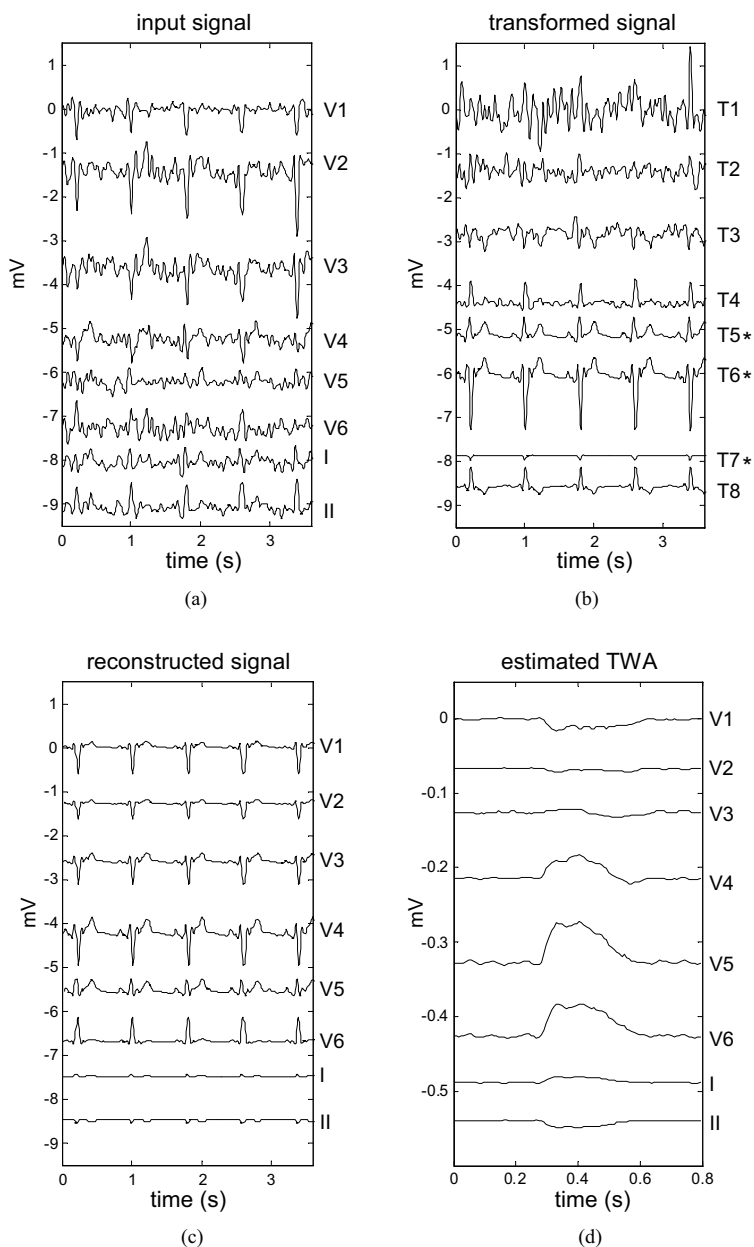 input signal
1
0
-1
-2
-3
-4
-5
-6
-7
-8
-9
mV
V1
V2
V3
V4
V5
V6
I
II
0
1
2
3
time (s)
(a)
transformed signal
1
0
-1
-2
-3
-4
-5
-6
-7
-8
-9
mV
T1
T2
T3
T4
T5*
T6*
T7*
T8
0
1
2
3
time (s)
(b)
reconstructed signal
1
0
-1
-2
-3
-4
-5
-6
-7
-8
-9
mV
V1
V2
V3
V4
V5
V6
I
II
0
1
2
3
time (s)
(c)
estimated TWA
0
-0.1
-0.2
-0.3
-0.4
-0.5
mV
V1
V2
V3
V4
V5
V6
I
II
0
0.2
0.4
0.6
0.8
time (s)
(d)